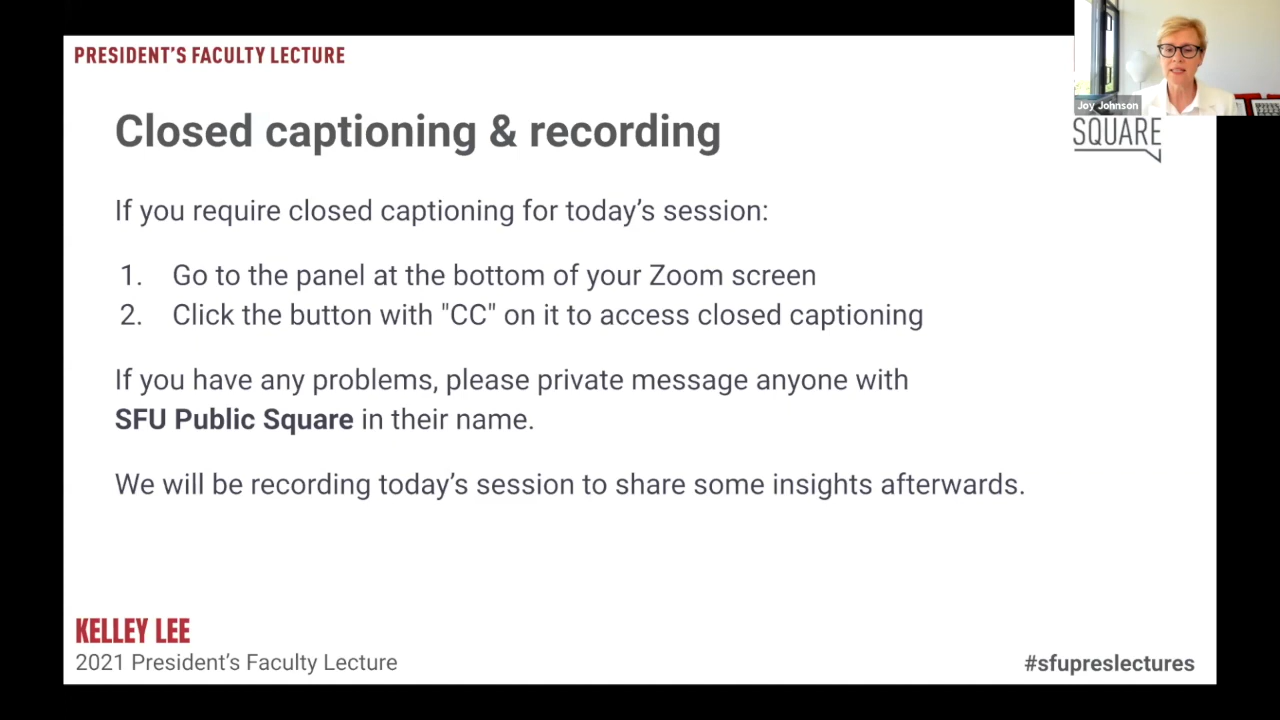 PRESIDENT'S FACULTY LECTURE
Joy Johnson
SQUARE
Closed captioning & recording
If you require closed captioning for today’s session:
1. Go to the panel at the bottom of your Zoom screen
2. Click the button with "CC" on it to access closed captioning
If you have any problems, please private message anyone with
SFU Public Square in their name.
We will be recording today’s session to share some insights afterwards.
KELLEY LEE
2021 President’s Faculty Lecture
#sfupreslectures